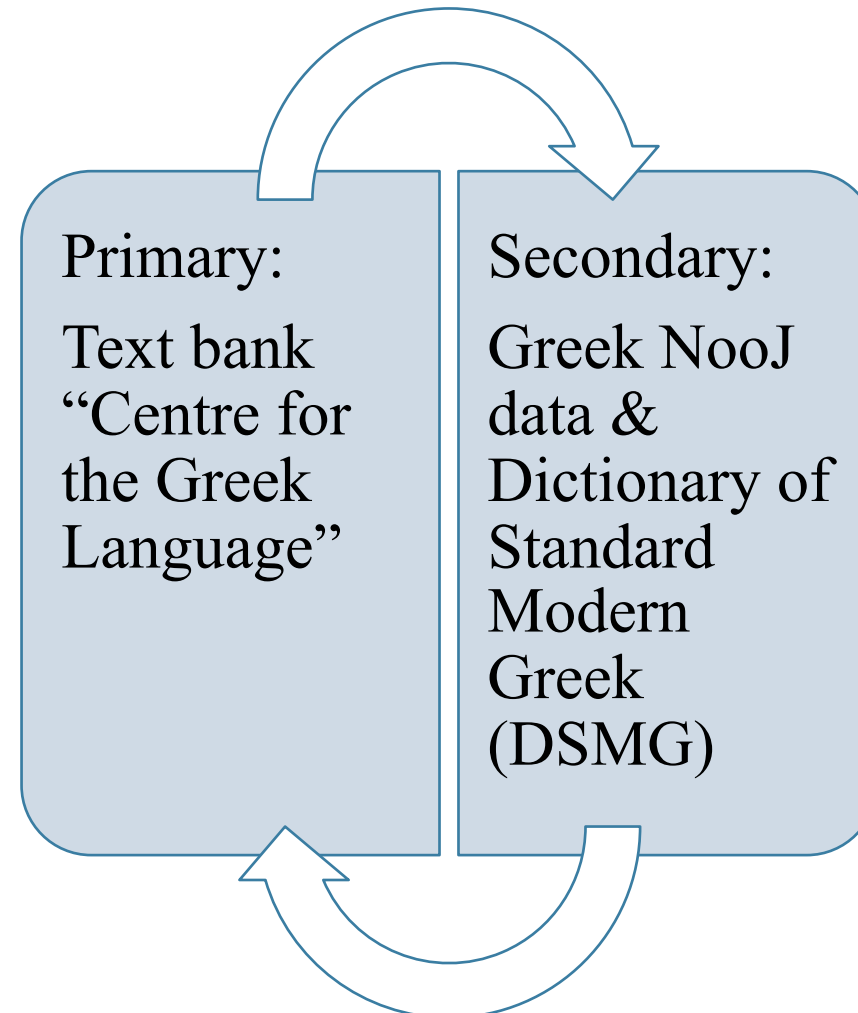 Primary:
Text bank
“Centre for
the Greek
Language”
Secondary:
Greek NooJ
data &
Dictionary of
Standard
Modern
Greek
(DSMG)